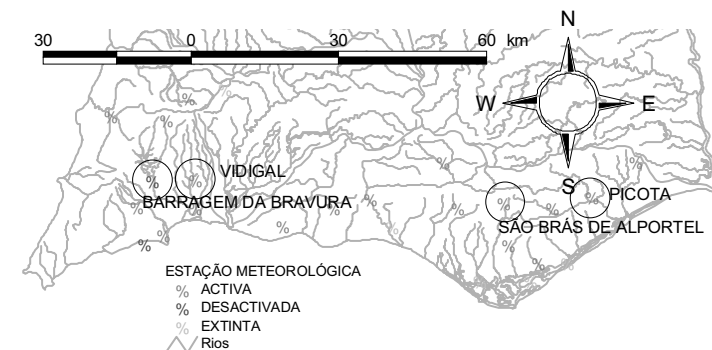 N
30 0 30 60 km
W E
S
VIDIGAL
BARRAGEM DA BRAVURA
PICOTA
SÃO BRÁS DE ALPORTEL
ESTAÇÃO METEOROLÓGICA
% ACTIVA
% DESACTIVADA
% EXTINTA
Rios